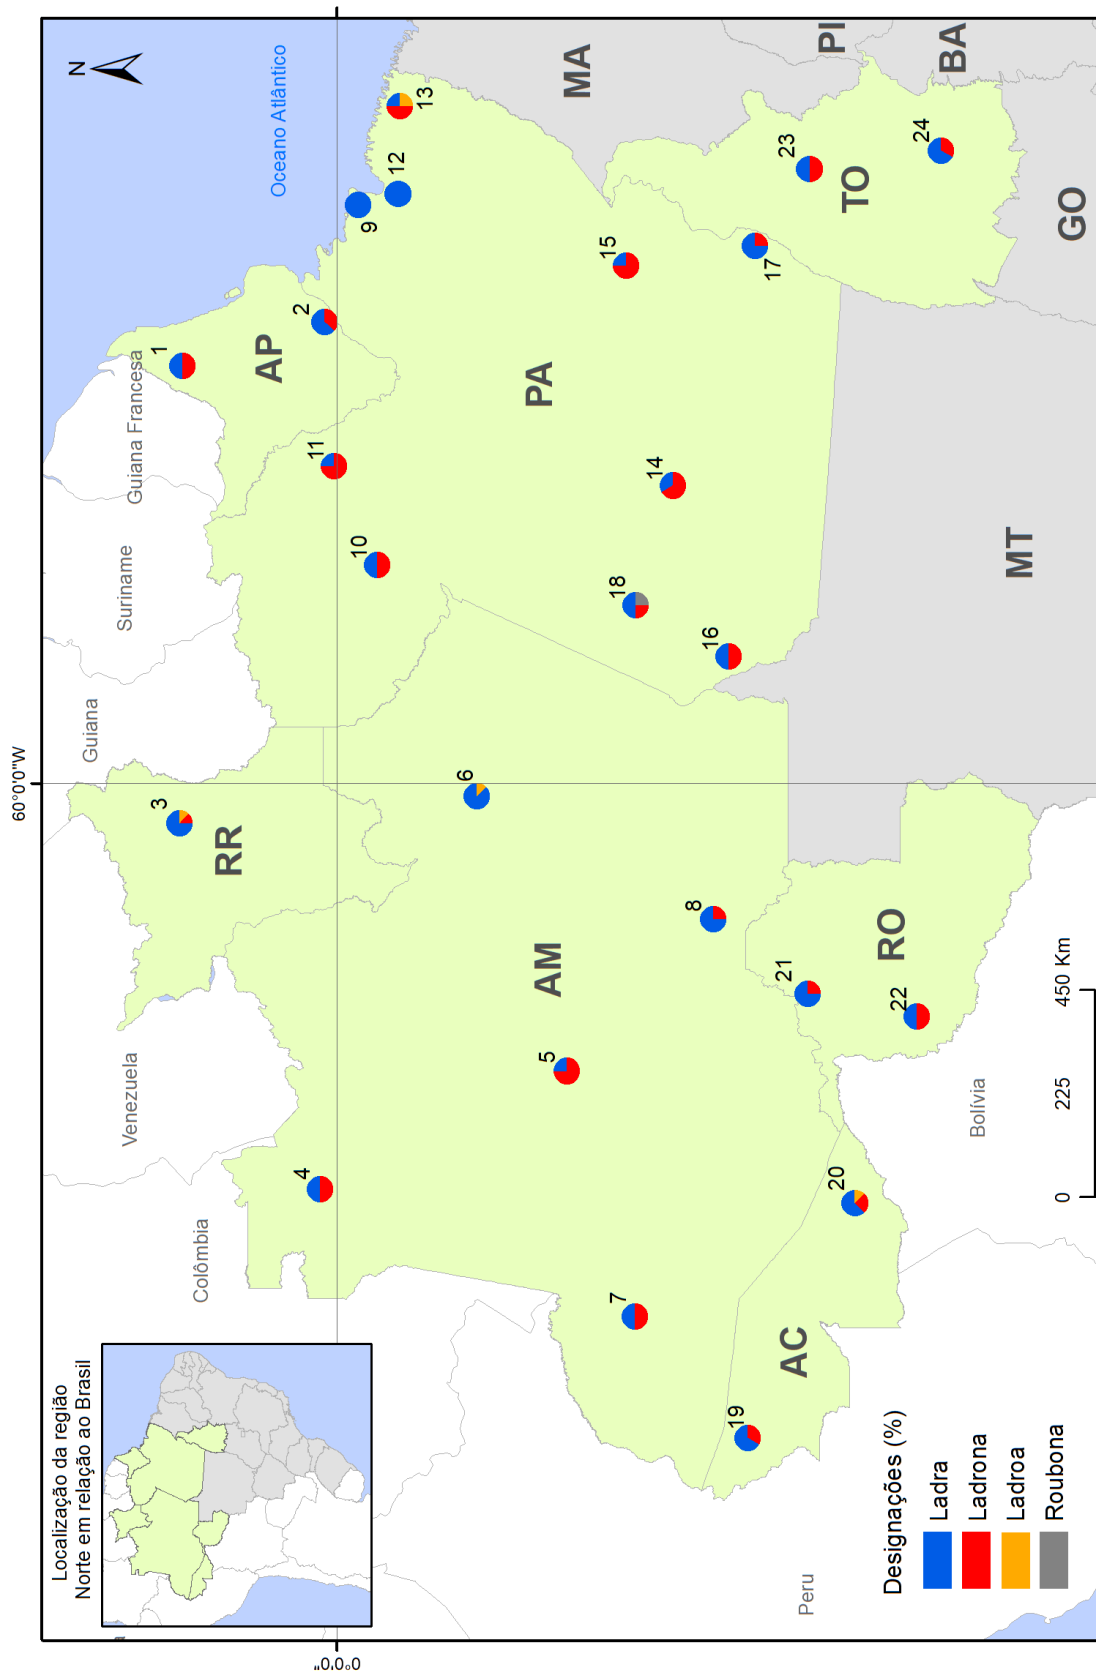 60°0'0"W
0°0'0"
Localização da região
Norte em relação ao Brasil
N
Oceano Atlântico
Colômbia
Venezuela
Guiana
Suriname
Guiana Francesa
Peru
Bolívia
RR
AP
AM
PA
AC
RO
TO
MT
MA
PI
BA
GO
1
2
3
4
5
6
7
8
9
10
11
12
13
14
15
16
17
18
19
20
21
22
23
24
Designações (%)
Ladra
Ladrona
Ladroa
Roubona
0 225 450 Km